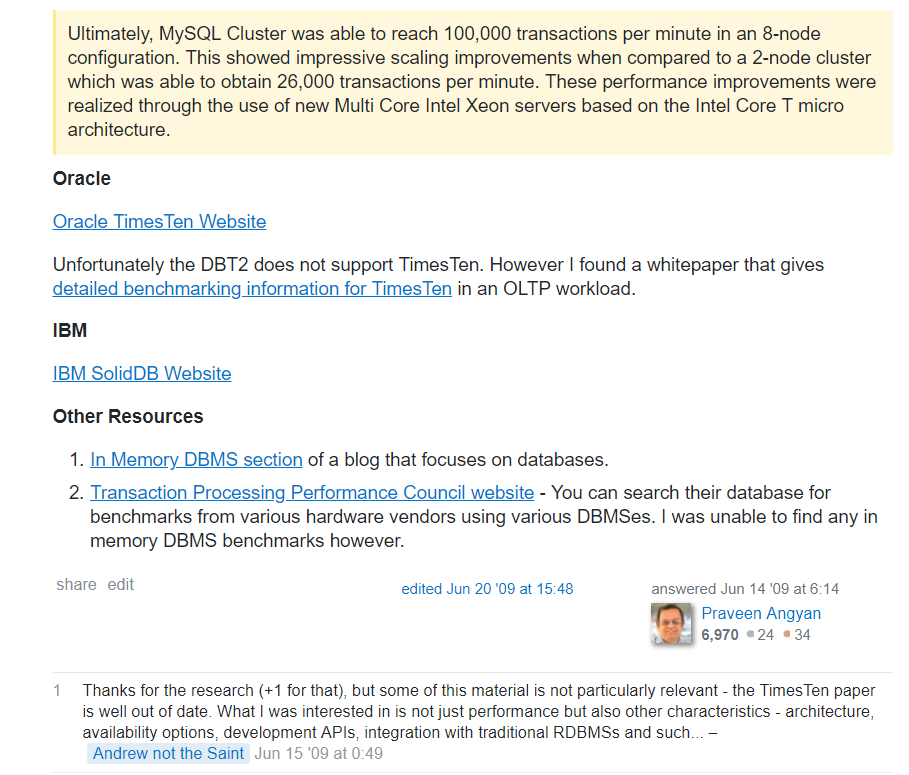 Ultimately, MySQL Cluster was able to reach 100,000 transactions per minute in an 8-node
configuration. This showed impressive scaling improvements when compared to a 2-node cluster
which was able to obtain 26,000 transactions per minute. These performance improvements were
realized through the use of new Multi Core Intel Xeon servers based on the Intel Core T micro
architecture.
Oracle
Oracle TimesTen Website
Unfortunately the DBT2 does not support TimesTen. However I found a whitepaper that gives
detailed benchmarking information for TimesTen in an OLTP workload.
IBM
IBM SolidDB Website
Other Resources
1. In Memory DBMS section of a blog that focuses on databases.
2. Transaction Processing Performance Council website - You can search their database for
benchmarks from various hardware vendors using various DBMSes. I was unable to find any in
memory DBMS benchmarks however.
share edit
edited Jun 20 '09 at 15:48
answered Jun 14 '09 at 6:14
Praveen Angyan
6,970 ●24 ●34
1 Thanks for the research (+1 for that), but some of this material is not particularly relevant - the TimesTen paper
is well out of date. What I was interested in is not just performance but also other characteristics - architecture,
availability options, development APIs, integration with traditional RDBMSs and such... –
Andrew not the Saint Jun 15 '09 at 0:49